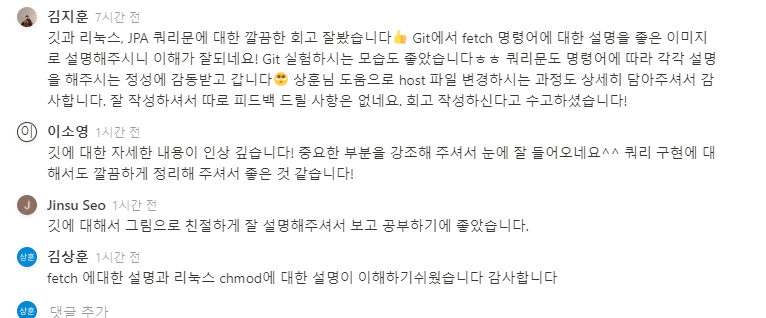 김지훈 7시간 전
깃과 리눅스, JPA 쿼리문에 대한 깔끔한 회고 잘봤습니다👍 Git에서 fetch 명령어에 대한 설명을 좋은 이미지
로 설명해주시니 이해가 잘되네요! Git 실험하시는 모습도 좋았습니다ㅎㅎ 쿼리문도 명령어에 따라 각각 설명
을 해주시는 정성에 감동받고 갑니다🥺 상훈님 도움으로 host 파일 변경하시는 과정도 상세히 담아주셔서 감
사합니다. 잘 작성하셔서 따로 피드백 드릴 사항은 없네요. 회고 작성하신다고 수고하셨습니다!
이 이소영 1시간 전
깃에 대한 자세한 내용이 인상 깊습니다! 중요한 부분을 강조해 주셔서 눈에 잘 들어오네요^^ 쿼리 구현에 대
해서도 깔끔하게 정리해 주셔서 좋은 것 같습니다!
J Jinsu Seo 1시간 전
깃에 대해서 그림으로 친절하게 잘 설명해주셔서 보고 공부하기에 좋았습니다.
상훈 김상훈 1시간 전
fetch 에대한 설명과 리눅스 chmod에 대한 설명이 이해하기쉬웠습니다 감사합니다
상훈 댓글 추가